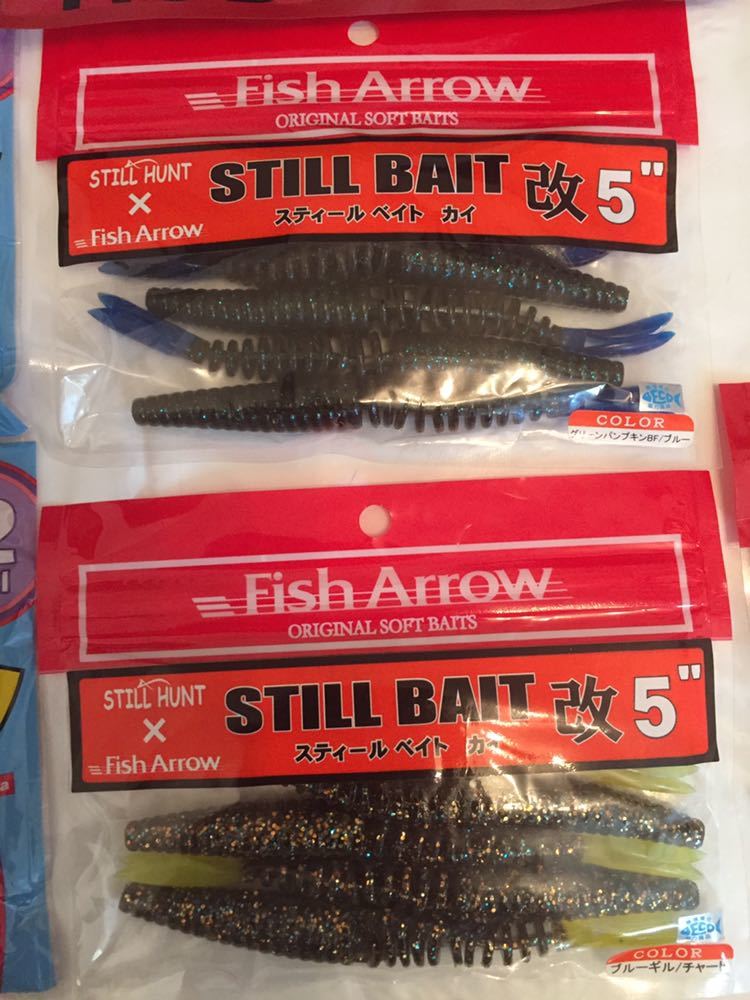 Fish Arrow
ORIGINAL SOFT BAITS
STILL HUNT
×
Fish Arrow
STILL BAIT 改 5"
スティール ベイト カイ
COLOR
グリーンパンプキンBF/ブルー
Fish Arrow
ORIGINAL SOFT BAITS
STILL HUNT
×
Fish Arrow
STILL BAIT 改 5"
スティール ベイト カイ
COLOR
ブルーギル/チャート